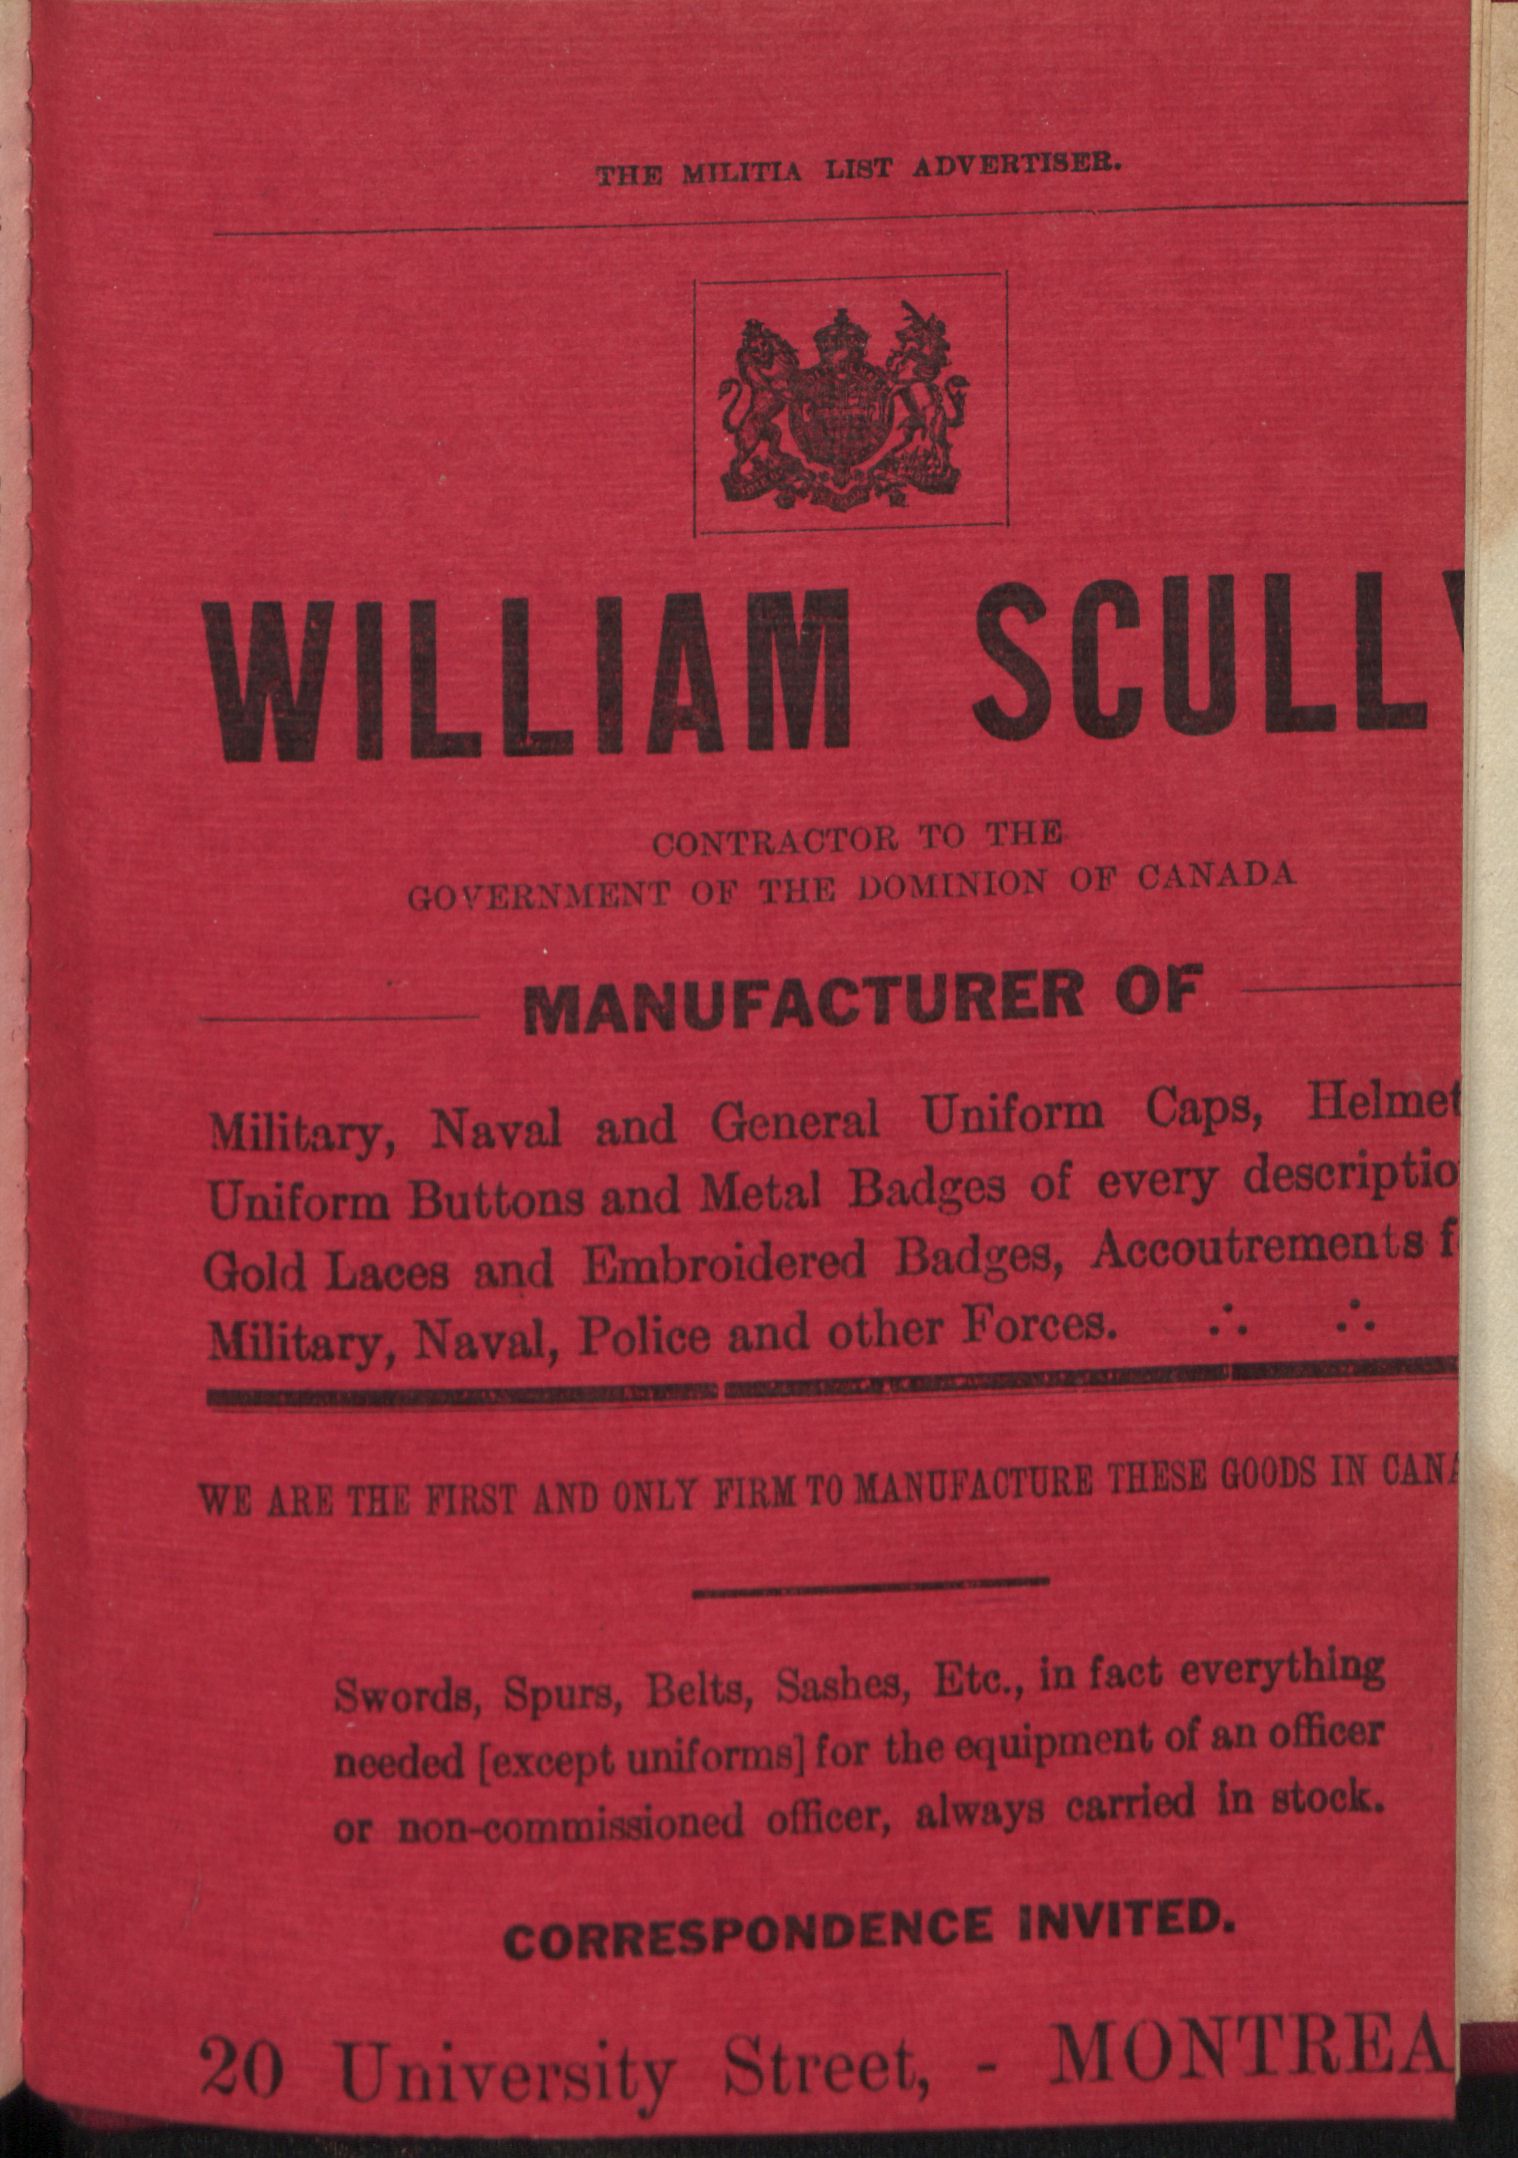 THE MILITIA LIST ADVERTISER.
WILLIAM SCULL
CONTRACTOR TO THE
GOVERNMENT OF THE DOMINION OF CANADA
MANUFACTURER OF
Military, Naval and General Uniform Caps, Helmet
Uniform Buttons and Metal Badges of every descriptio
Gold Laces and Embroidered Badges, Accoutrements f
Military, Naval, Police and other Forces. ∴ ∴
WE ARE THE FIRST AND ONLY FIRM TO MANUFACTURE THESE GOODS IN CANA
Swords, Spurs, Belts, Sashes, Etc., in fact everything
needed [except uniforms] for the equipment of an officer
or non-commissioned officer, always carried in stock.
CORRESPONDENCE INVITED.
20 University Street, - MONTREA